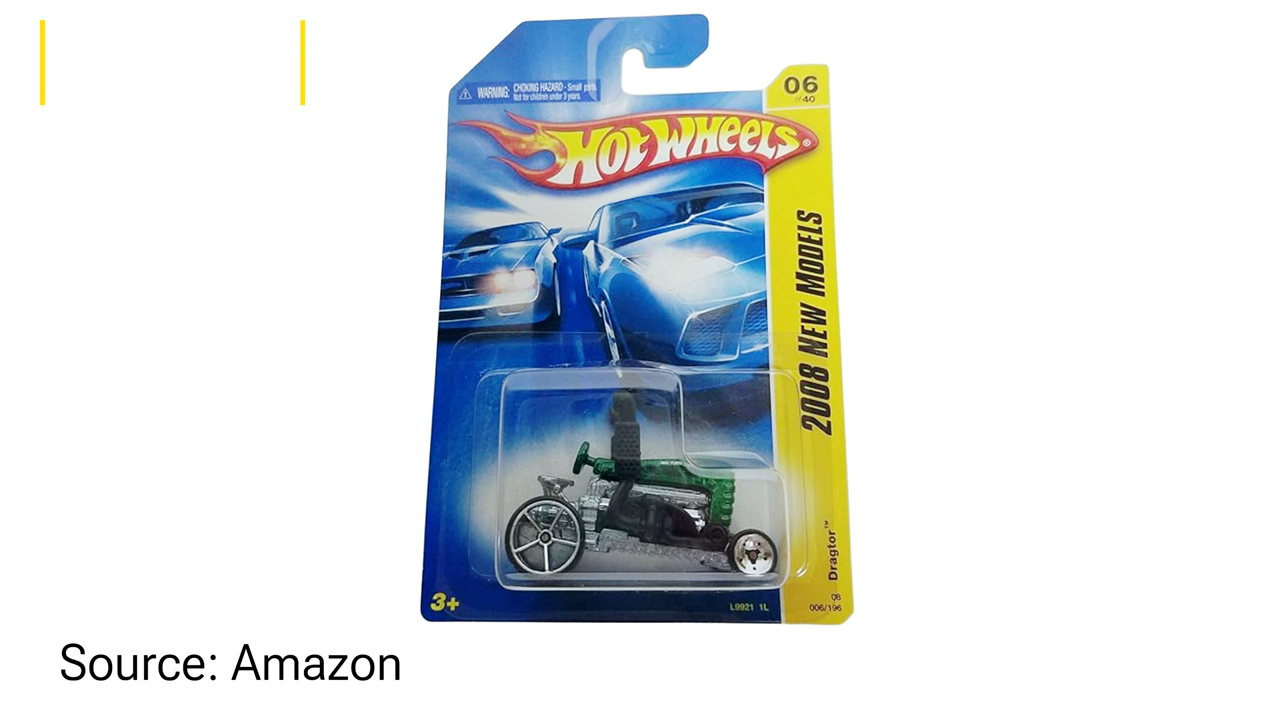 WARNING: CHOKING HAZARD - Small parts.
Not for children under 3 years.
06
of 40
HOT WHEELS®
2008 NEW MODELS
Dragtor™
3+
L9921 1L
08
006/196
Source: Amazon